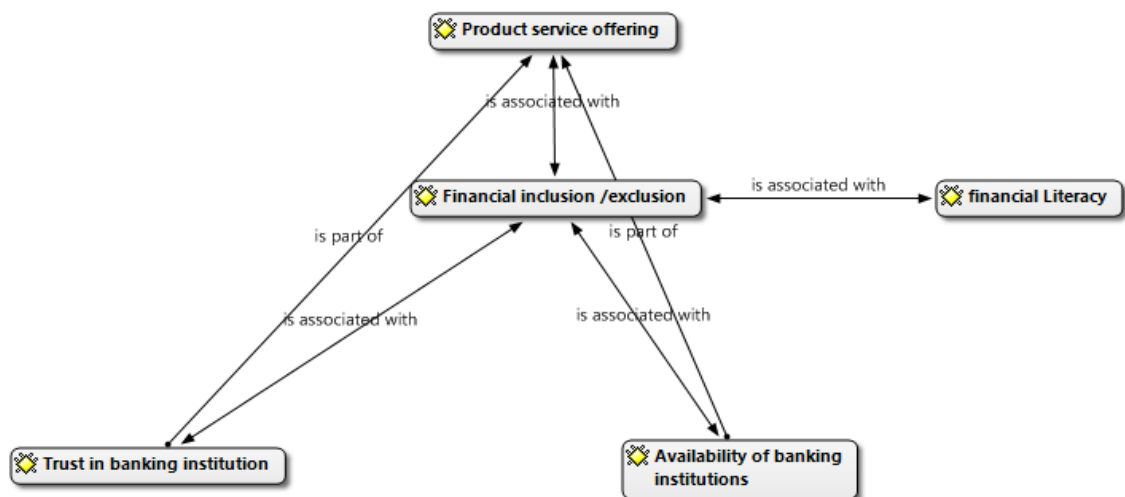 Product service offering
is associated with
Financial inclusion /exclusion
is associated with
financial Literacy
is part of
is part of
is associated with
is associated with
Trust in banking institution
Availability of banking
institutions